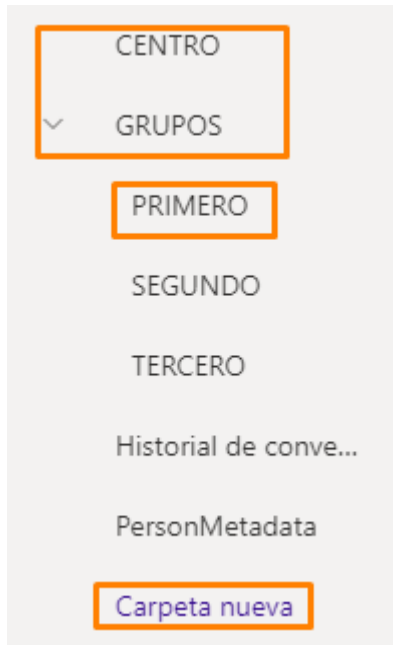 CENTRO
GRUPOS
PRIMERO
SEGUNDO
TERCERO
Historial de conve...
PersonMetadata
Carpeta nueva